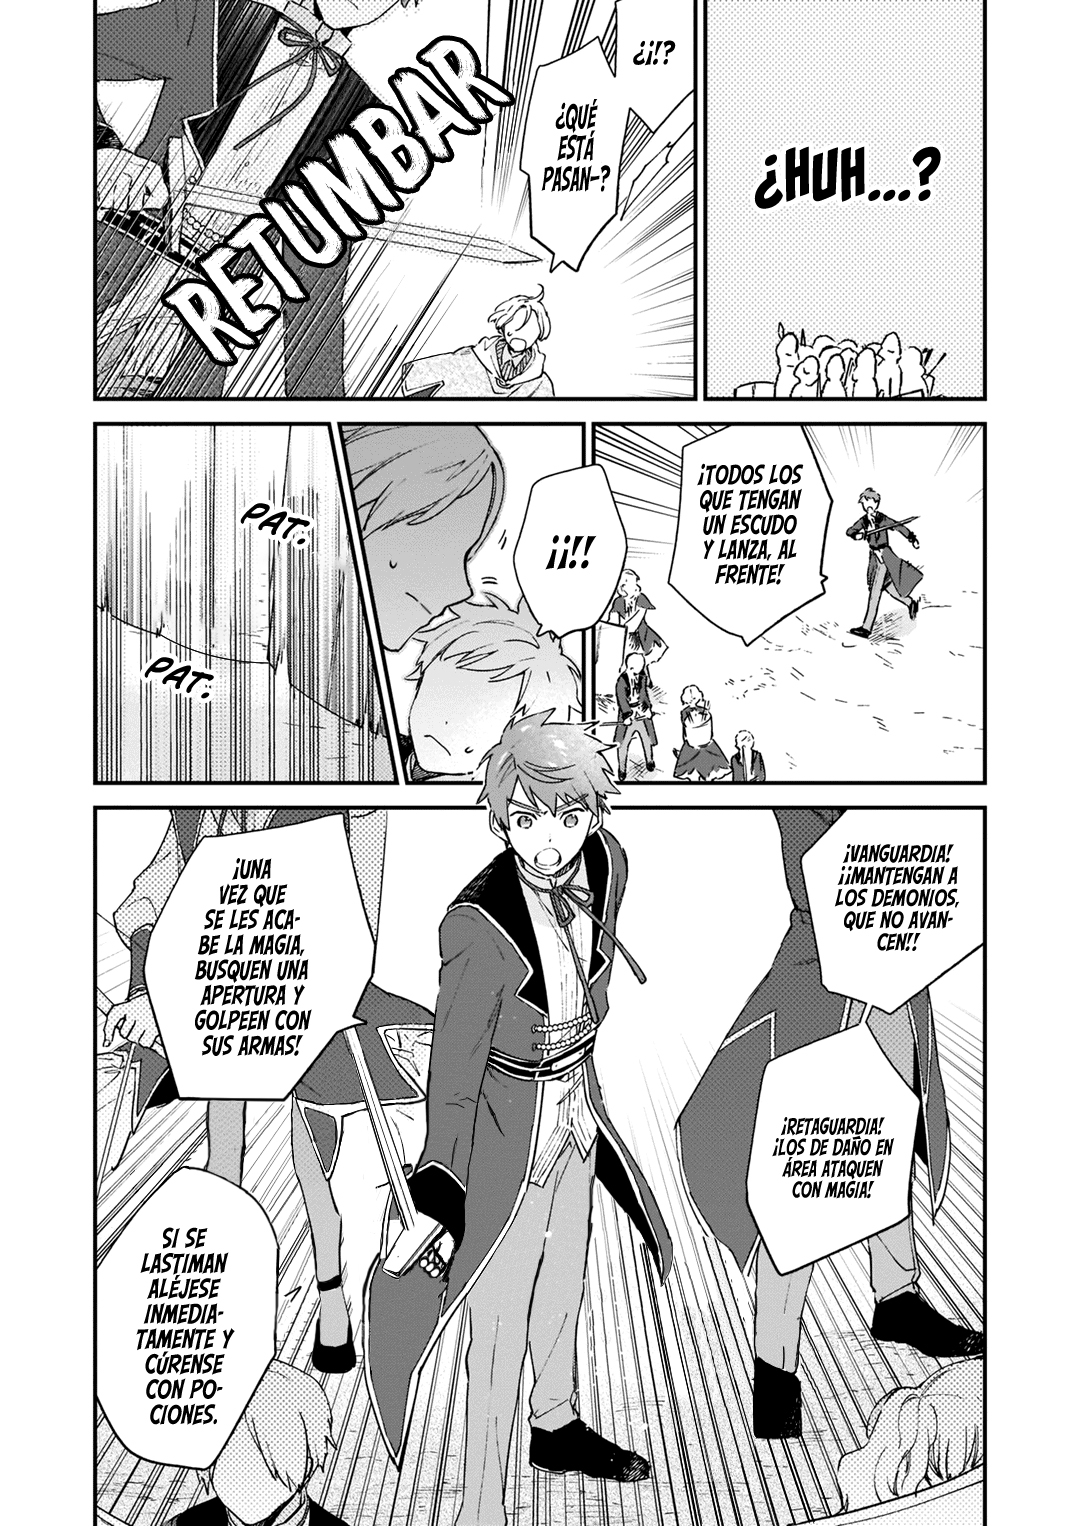 ¿HUH...?
¿¡!?
¿QUÉ
ESTÁ
PASAN-?
RETUMBAR
¡TODOS LOS
QUE TENGAN
UN ESCUDO
Y LANZA, AL
FRENTE!
¡¡!!
PAT.
PAT.
¡VANGUARDIA!
¡¡MANTENGAN A
LOS DEMONIOS,
QUE NO AVAN-
CEN!!
¡RETAGUARDIA!
¡LOS DE DAÑO EN
ÁREA ATAQUEN
CON MAGIA!
¡UNA
VEZ QUE
SE LES ACA-
BE LA MAGIA,
BUSQUEN UNA
APERTURA Y
GOLPEEN CON
SUS ARMAS!
SI SE
LASTIMAN
ALÉJESE
INMEDIA-
TAMENTE Y
CÚRENSE
CON PO-
CIONES.